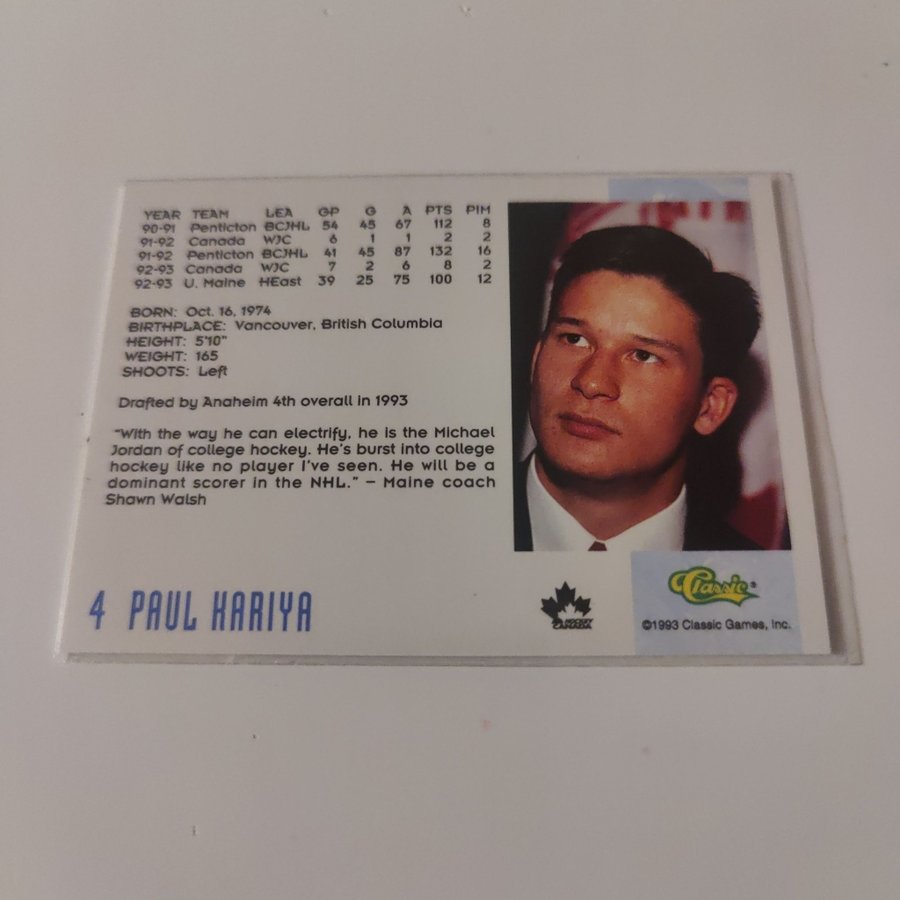 YEAR TEAM LEA GP G A PTS PIM
90-91 Penticton BCJHL 54 45 67 112 8
91-92 Canada WJC 6 1 1 2 2
91-92 Penticton BCJHL 41 45 87 132 16
92-93 Canada WJC 7 2 6 8 2
92-93 U. Maine HEast 39 25 75 100 12
BORN: Oct. 16, 1974
BIRTHPLACE: Vancouver, British Columbia
HEIGHT: 5'10"
WEIGHT: 165
SHOOTS: Left
Drafted by Anaheim 4th overall in 1993
"With the way he can electrify, he is the Michael
Jordan of college hockey. He's burst into college
hockey like no player I've seen. He will be a
dominant scorer in the NHL." – Maine coach
Shawn Walsh
4 PAUL KARIYA
CANADA
Classic®
©1993 Classic Games, Inc.